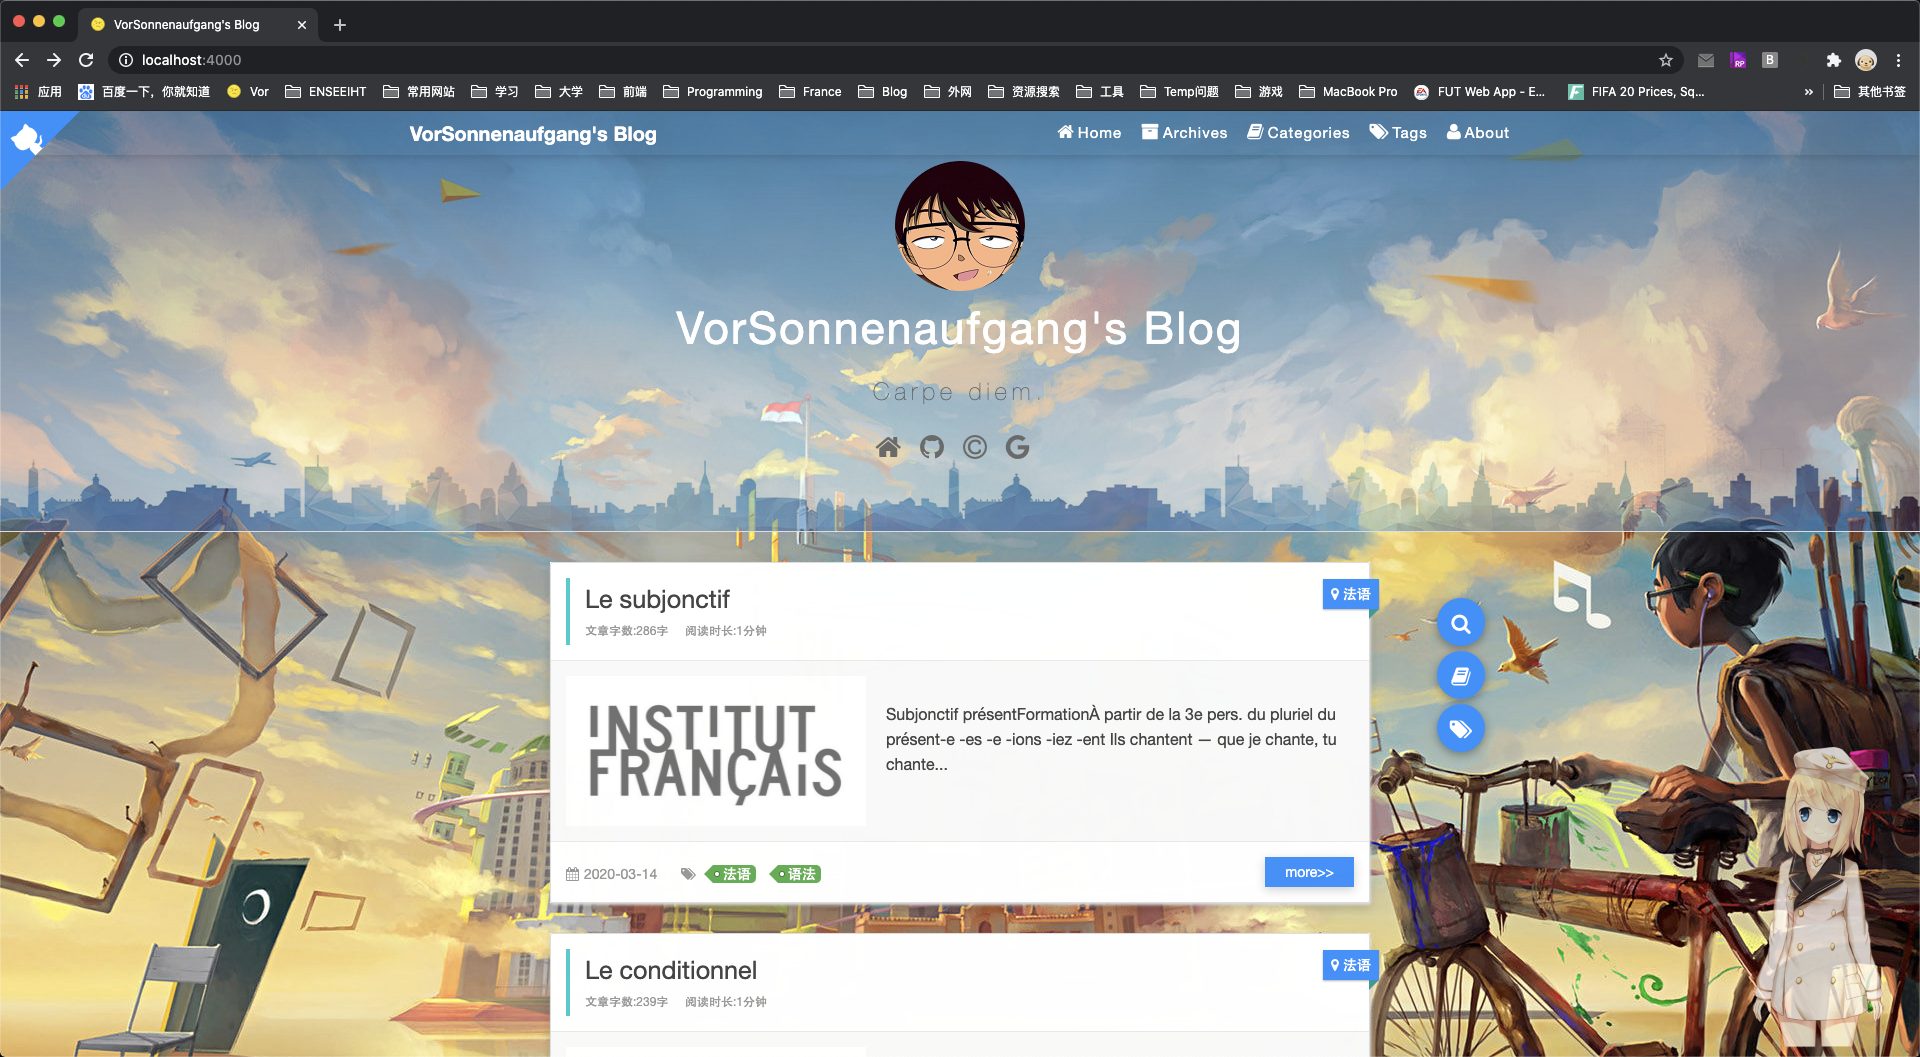 VorSonnenaufgang's Blog
localhost:4000
应用 百度一下，你就知道 Vor ENSEEIHT 常用网站 学习 大学 前端 Programming France Blog 外网 资源搜索 工具 Temp问题 游戏 MacBook Pro FUT Web App - E... FIFA 20 Prices, Sq... » 其他书签
VorSonnenaufgang's Blog Home Archives Categories Tags About
VorSonnenaufgang's Blog
Carpe diem.
Le subjonctif
法语
文章字数:286字 阅读时长:1分钟
INSTITUT
FRANÇAIS
Subjonctif présentFormationÀ partir de la 3e pers. du pluriel du
présent-e -es -e -ions -iez -ent Ils chantent — que je chante, tu
chante...
2020-03-14 法语 语法 more>>
Le conditionnel
法语
文章字数:239字 阅读时长:1分钟